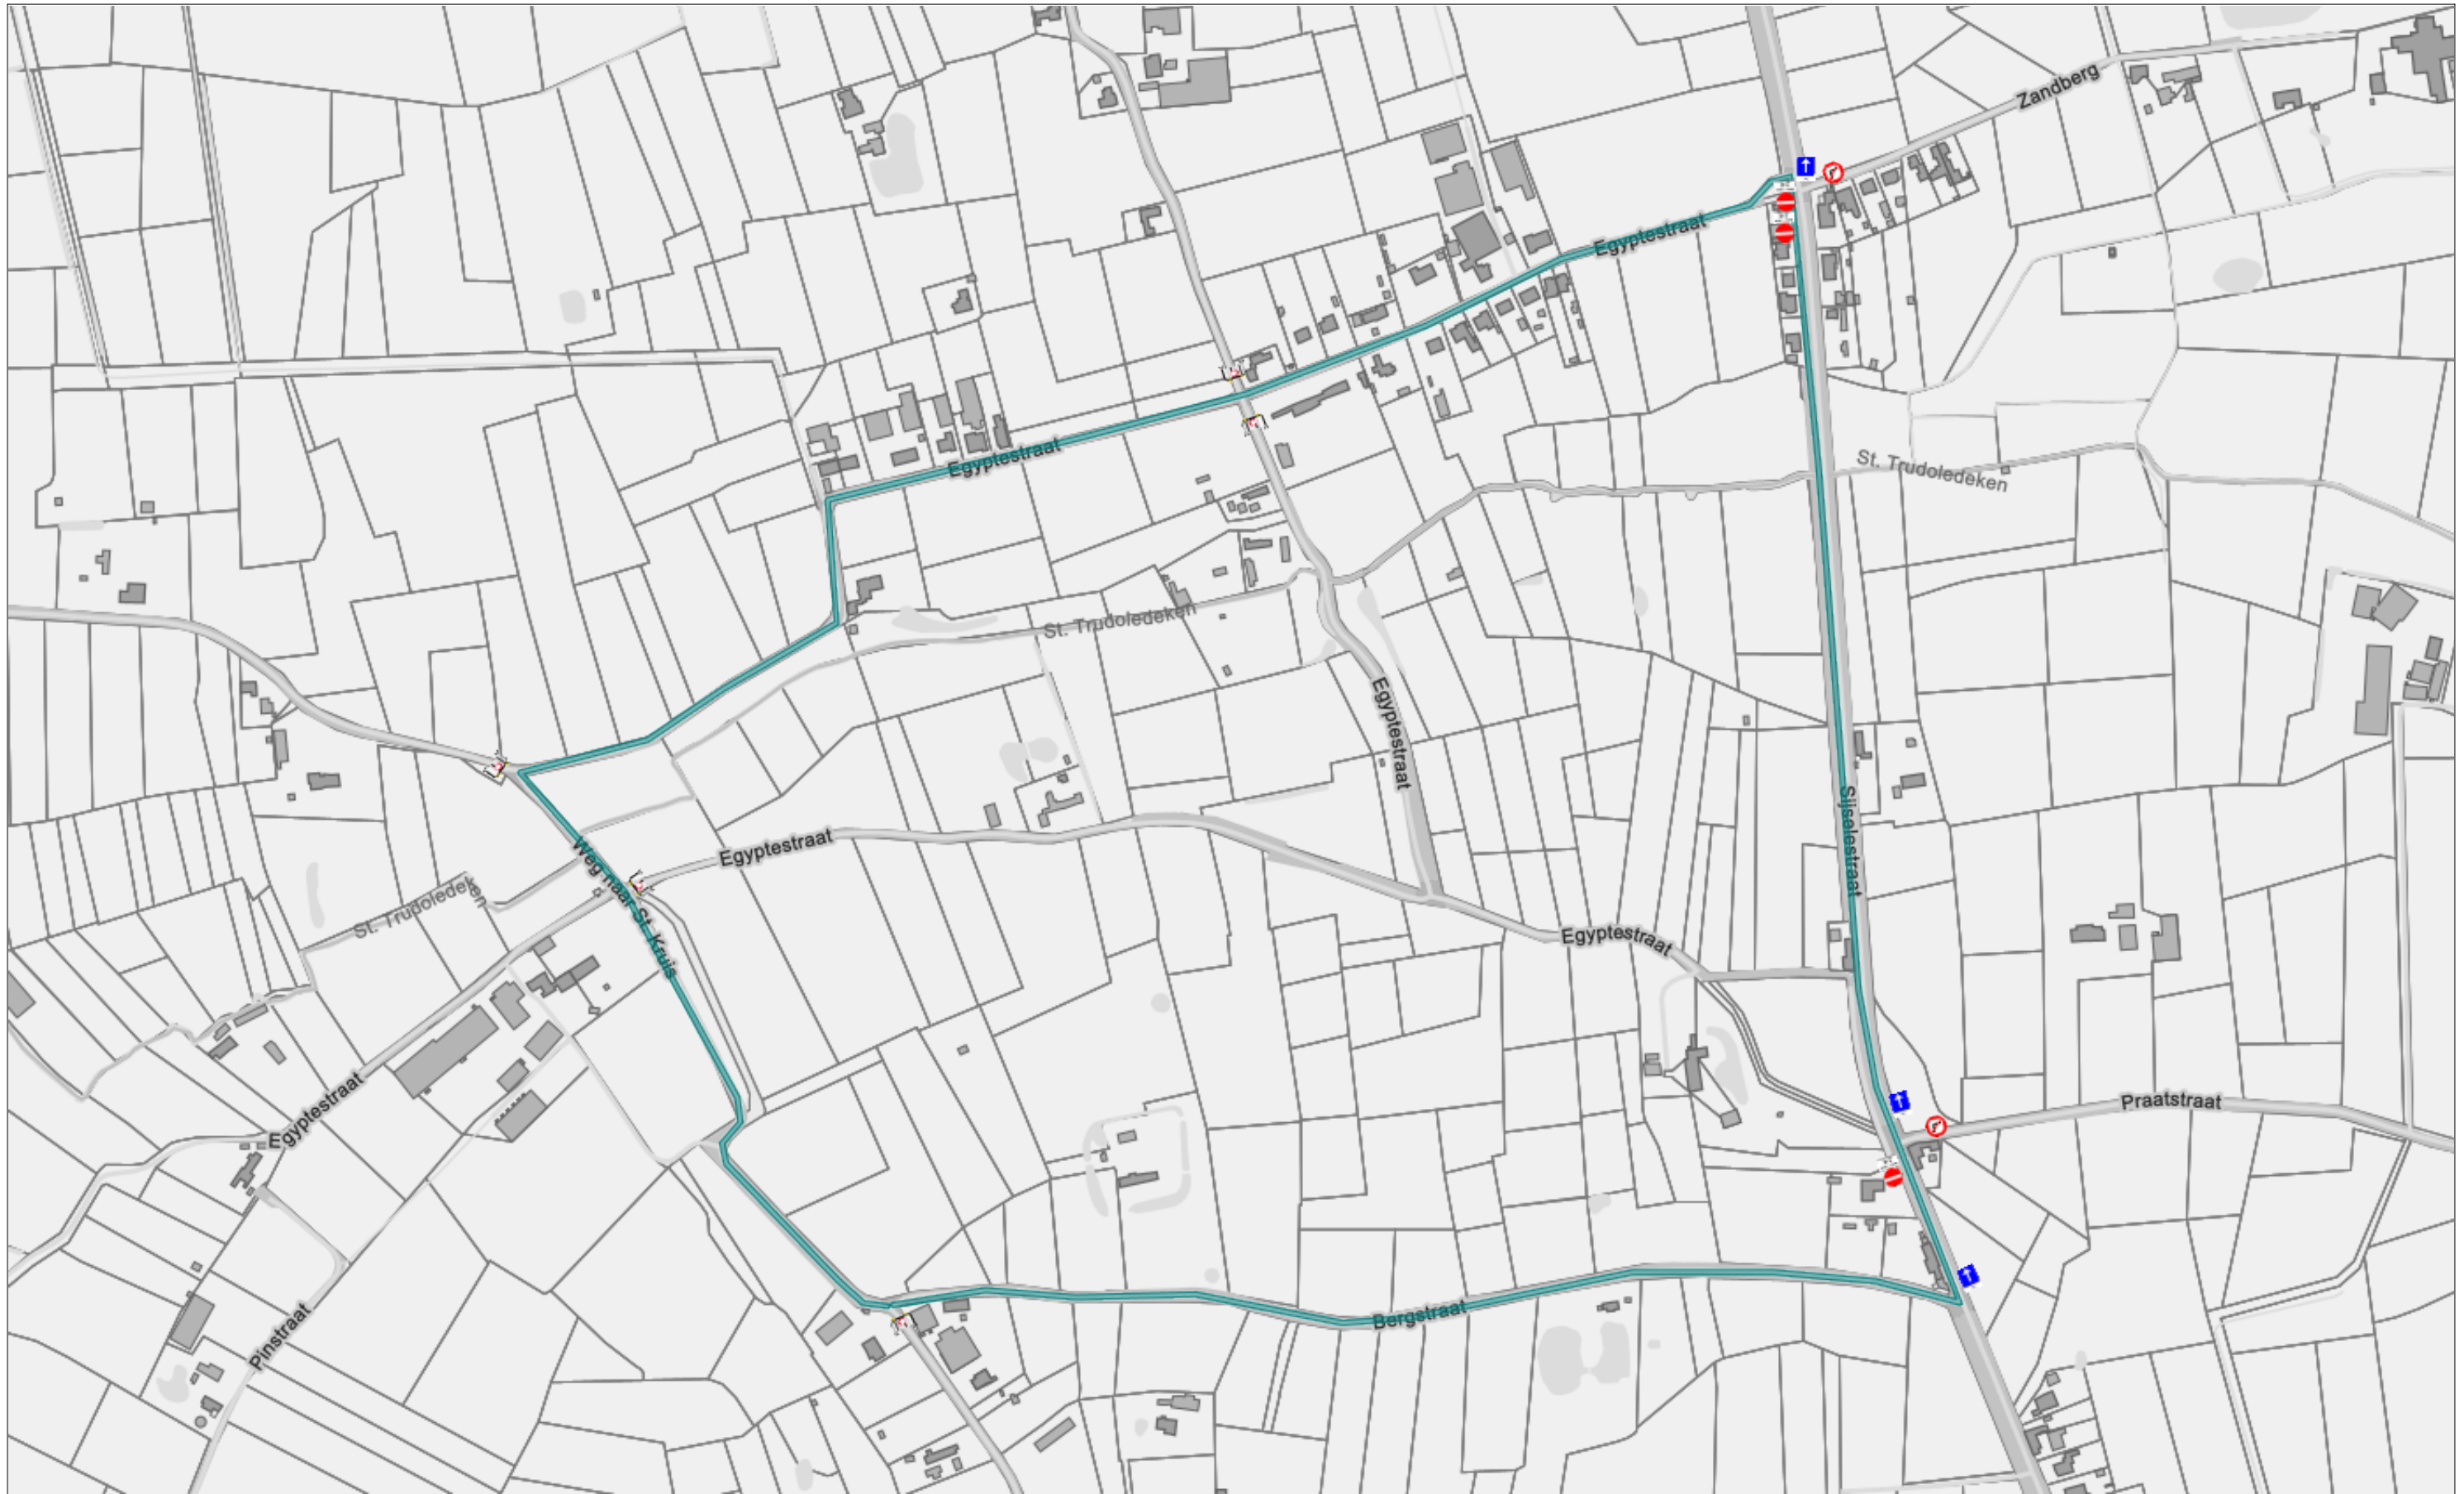 Zandberg
Egyptestraat
Egyptestraat
St. Trudoledeken
St. Trudoledeken
Egyptestraat
Sijselestraat
Egyptestraat
Weg naar St. Kruis
St. Trudoledeken
Egyptestraat
Egyptestraat
Praatstraat
Bergstraat
Pinstraat